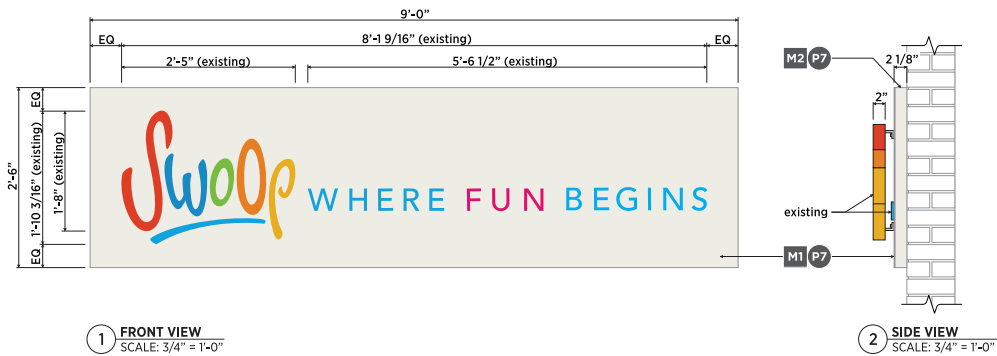 9’-0”
EQ
8’-1 9/16” (existing)
EQ
2’-5” (existing)
5’-6 1/2” (existing)
2’-6”
EQ
1’-10 3/16” (existing)
EQ
1’-8” (existing)
Swoop
WHERE FUN BEGINS
M2 P7
2 1/8”
2”
existing
M1 P7
1 FRONT VIEW
SCALE: 3/4” = 1’-0”
2 SIDE VIEW
SCALE: 3/4” = 1’-0”